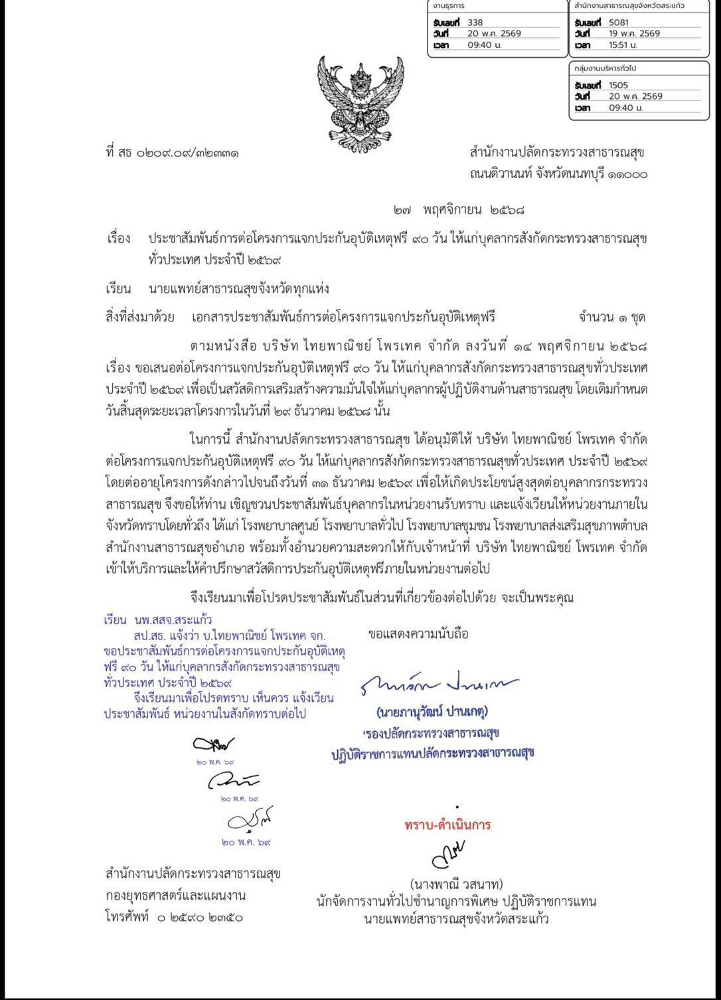 งานธุรการ
รับเลขที่ 338
วันที่ 20 พ.ค. 2569
เวลา 09:40 น.
สำนักงานสาธารณสุขจังหวัดสระแก้ว
รับเลขที่ 5081
วันที่ 19 พ.ค. 2569
เวลา 15:51 น.
กลุ่มงานบริหารทั่วไป
รับเลขที่ 1505
วันที่ 20 พ.ค. 2569
เวลา 09:40 น.
ที่ สธ ๐๒๐๙.๐๙/๓๒๓๓๑
สำนักงานปลัดกระทรวงสาธารณสุข
ถนนติวานนท์ จังหวัดนนทบุรี ๑๑๐๐๐
๒๗ พฤศจิกายน ๒๕๖๘
เรื่อง ประชาสัมพันธ์การต่อโครงการแจกประกันอุบัติเหตุฟรี ๙๐ วัน ให้แก่บุคลากรสังกัดกระทรวงสาธารณสุข
ทั่วประเทศ ประจำปี ๒๕๖๙
เรียน นายแพทย์สาธารณสุขจังหวัดทุกแห่ง
สิ่งที่ส่งมาด้วย เอกสารประชาสัมพันธ์การต่อโครงการแจกประกันอุบัติเหตุฟรี จำนวน ๑ ชุด
ตามหนังสือ บริษัท ไทยพาณิชย์ โพรเทค จำกัด ลงวันที่ ๑๔ พฤศจิกายน ๒๕๖๘
เรื่อง ขอเสนอต่อโครงการแจกประกันอุบัติเหตุฟรี ๙๐ วัน ให้แก่บุคลากรสังกัดกระทรวงสาธารณสุขทั่วประเทศ
ประจำปี ๒๕๖๙ เพื่อเป็นสวัสดิการเสริมสร้างความมั่นใจให้แก่บุคลากรผู้ปฏิบัติงานด้านสาธารณสุข โดยเดิมกำหนด
วันสิ้นสุดระยะเวลาโครงการในวันที่ ๒๙ ธันวาคม ๒๕๖๘ นั้น
ในการนี้ สำนักงานปลัดกระทรวงสาธารณสุข ได้อนุมัติให้ บริษัท ไทยพาณิชย์ โพรเทค จำกัด
ต่อโครงการแจกประกันอุบัติเหตุฟรี ๙๐ วัน ให้แก่บุคลากรสังกัดกระทรวงสาธารณสุขทั่วประเทศ ประจำปี ๒๕๖๙
โดยต่ออายุโครงการดังกล่าวไปจนถึงวันที่ ๓๑ ธันวาคม ๒๕๖๙ เพื่อให้เกิดประโยชน์สูงสุดต่อบุคลากรกระทรวง
สาธารณสุข จึงขอให้ท่าน เชิญชวนประชาสัมพันธ์บุคลากรในหน่วยงานรับทราบ และแจ้งเวียนให้หน่วยงานภายใน
จังหวัดทราบโดยทั่วถึง ได้แก่ โรงพยาบาลศูนย์ โรงพยาบาลทั่วไป โรงพยาบาลชุมชน โรงพยาบาลส่งเสริมสุขภาพตำบล
สำนักงานสาธารณสุขอำเภอ พร้อมทั้งอำนวยความสะดวกให้กับเจ้าหน้าที่ บริษัท ไทยพาณิชย์ โพรเทค จำกัด
เข้าให้บริการและให้คำปรึกษาสวัสดิการประกันอุบัติเหตุฟรีภายในหน่วยงานต่อไป
จึงเรียนมาเพื่อโปรดประชาสัมพันธ์ในส่วนที่เกี่ยวข้องต่อไปด้วย จะเป็นพระคุณ
เรียน นพ.สสจ.สระแก้ว
สป.สธ. แจ้งว่า บ.ไทยพาณิชย์ โพรเทค จก.
ขอประชาสัมพันธ์การต่อโครงการแจกประกันอุบัติเหตุ
ฟรี ๙๐ วัน ให้แก่บุคลากรสังกัดกระทรวงสาธารณสุข
ทั่วประเทศ ประจำปี ๒๕๖๙
จึงเรียนมาเพื่อโปรดทราบ เห็นควร แจ้งเวียน
ประชาสัมพันธ์ หน่วยงานในสังกัดทราบต่อไป
๒๐ พ.ค. ๖๙
๒๐ พ.ค. ๖๙
๒๐ พ.ค. ๖๙
ขอแสดงความนับถือ
(นายภานุวัฒน์ ปานเกตุ)
รองปลัดกระทรวงสาธารณสุข
ปฏิบัติราชการแทนปลัดกระทรวงสาธารณสุข
ทราบ-ดำเนินการ
(นางพาณี วสนาท)
นักจัดการงานทั่วไปชำนาญการพิเศษ ปฏิบัติราชการแทน
นายแพทย์สาธารณสุขจังหวัดสระแก้ว
สำนักงานปลัดกระทรวงสาธารณสุข
กองยุทธศาสตร์และแผนงาน
โทรศัพท์ ๐ ๒๕๙๐ ๒๓๕๐